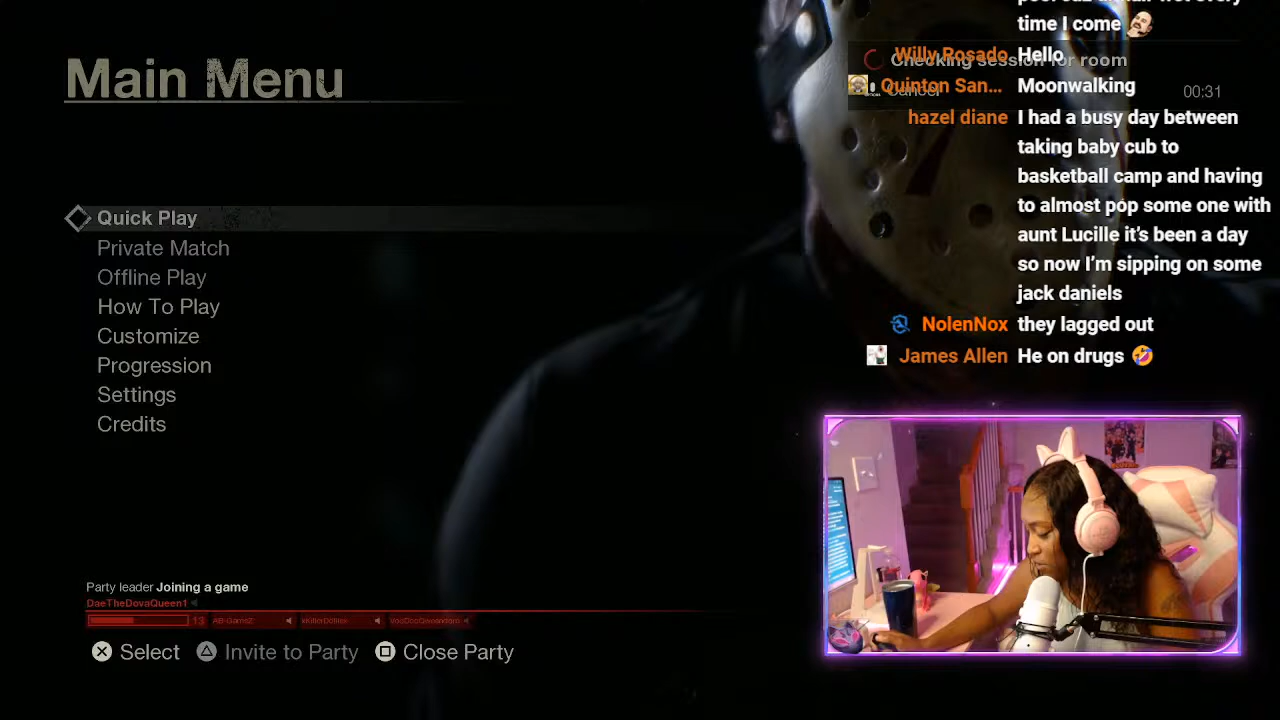 Main Menu
Quick Play
Private Match
Offline Play
How To Play
Customize
Progression
Settings
Credits
Party leader Joining a game
DaeTheDovaQueen1
13
Select
Invite to Party
Close Party
time I come
Willy Rosado Hello
Checking session for room
Quinton San... Moonwalking
Cancel
00:31
hazel diane I had a busy day between
taking baby cub to
basketball camp and having
to almost pop some one with
aunt Lucille it’s been a day
so now I’m sipping on some
jack daniels
NolenNox they lagged out
James Allen He on drugs